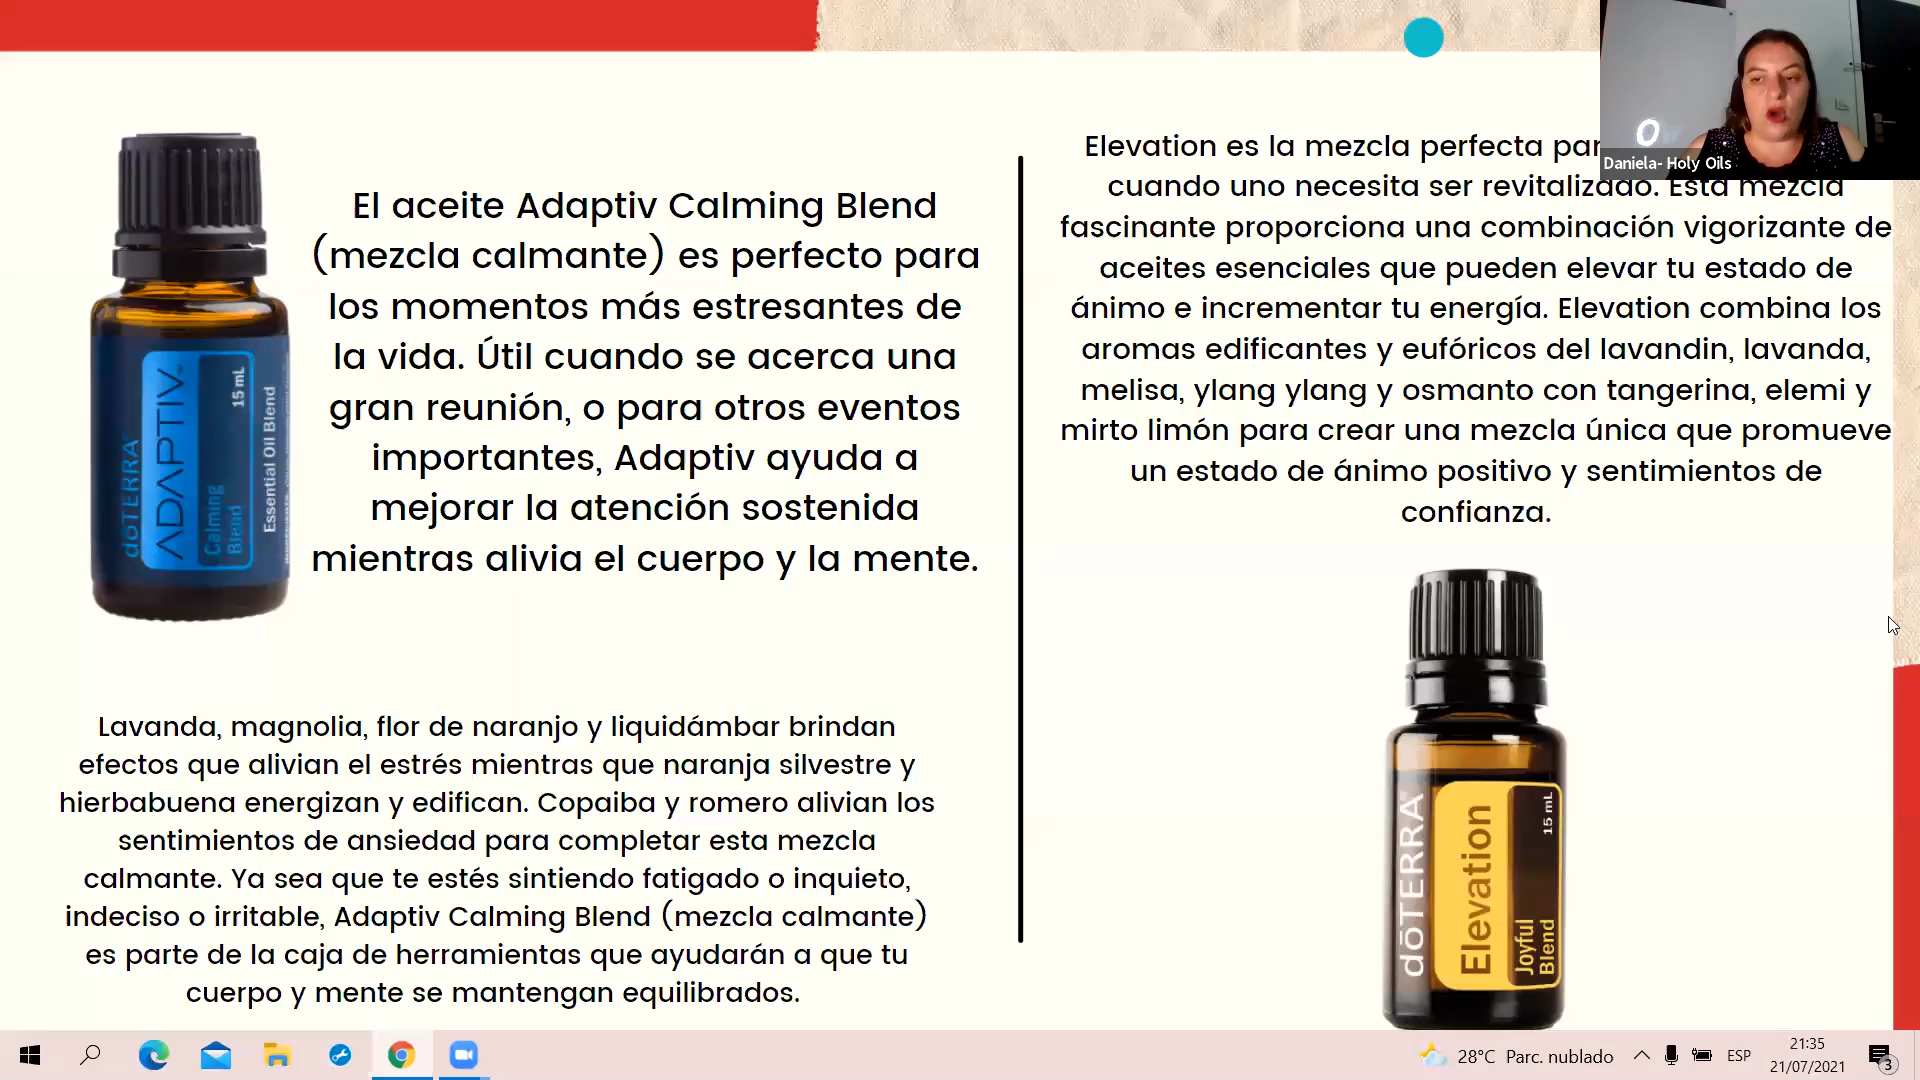 El aceite Adaptiv Calming Blend
(mezcla calmante) es perfecto para
los momentos más estresantes de
la vida. Útil cuando se acerca una
gran reunión, o para otros eventos
importantes, Adaptiv ayuda a
mejorar la atención sostenida
mientras alivia el cuerpo y la mente.
dōTERRA
ADAPTIV
Calming
Blend
15 mL
Essential Oil Blend
Lavanda, magnolia, flor de naranjo y liquidámbar brindan
efectos que alivian el estrés mientras que naranja silvestre y
hierbabuena energizan y edifican. Copaiba y romero alivian los
sentimientos de ansiedad para completar esta mezcla
calmante. Ya sea que te estés sintiendo fatigado o inquieto,
indeciso o irritable, Adaptiv Calming Blend (mezcla calmante)
es parte de la caja de herramientas que ayudarán a que tu
cuerpo y mente se mantengan equilibrados.
Elevation es la mezcla perfecta
cuando uno necesita ser revitalizado. Esta mezcla
fascinante proporciona una combinación vigorizante de
aceites esenciales que pueden elevar tu estado de
ánimo e incrementar tu energía. Elevation combina los
aromas edificantes y eufóricos del lavandin, lavanda,
melisa, ylang ylang y osmanto con tangerina, elemi y
mirto limón para crear una mezcla única que promueve
un estado de ánimo positivo y sentimientos de
confianza.
dōTERRA
Elevation
Joyful
Blend
15 mL
Daniela- Holy Oils
28°C Parc. nublado
ESP
21:35
21/07/2021
3